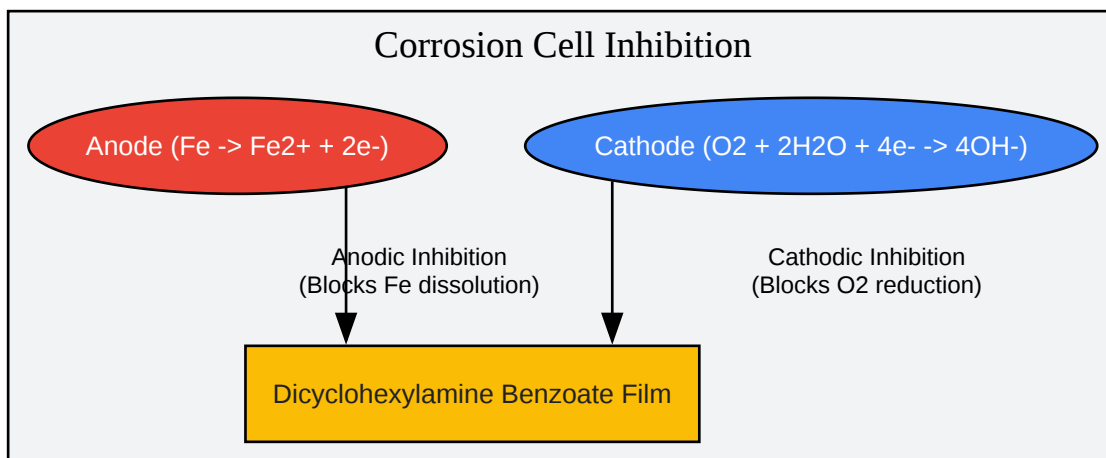 Corrosion Cell Inhibition
Anode (Fe -> Fe2+ + 2e-)
Cathode (O2 + 2H2O + 4e- -> 4OH-)
Anodic Inhibition
(Blocks Fe dissolution)
Cathodic Inhibition
(Blocks O2 reduction)
Dicyclohexylamine Benzoate Film